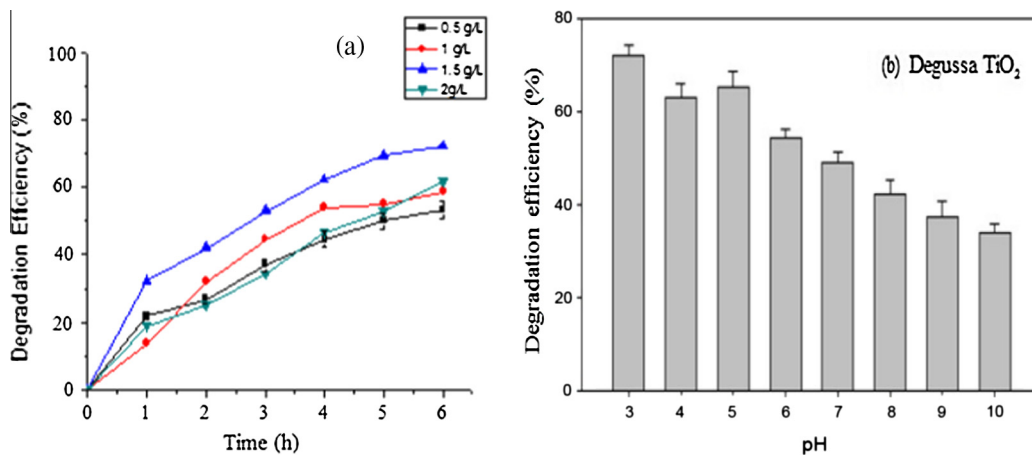 (a)
0.5 g/L
1 g/L
1.5 g/L
2g/L
Degradation Efficiency (%)
100
80
60
40
20
0
0 1 2 3 4 5 6
Time (h)
(b) Degussa TiO₂
Degradation efficiency (%)
80
60
40
20
0
3 4 5 6 7 8 9 10
pH